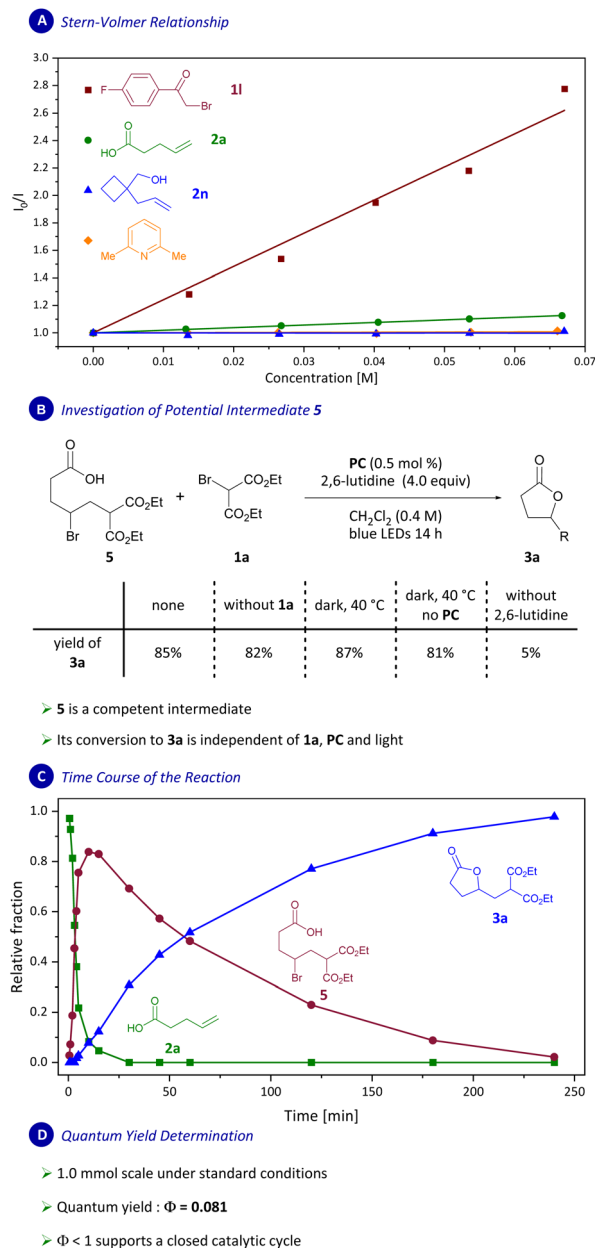 A Stern-Volmer Relationship
3.0
2.8
2.6
2.4
2.2
2.0
1.8
1.6
1.4
1.2
1.0
I₀/I
F
O
Br
1l
O
HO
2a
OH
2n
Me
N
Me
0.00
0.01
0.02
0.03
0.04
0.05
0.06
0.07
Concentration [M]
B Investigation of Potential Intermediate 5
O
OH
CO₂Et
Br
CO₂Et
5
+
Br
CO₂Et
CO₂Et
1a
PC (0.5 mol %)
2,6-lutidine (4.0 equiv)
CH₂Cl₂ (0.4 M)
blue LEDs 14 h
O
O
R
3a
none without 1a dark, 40 °C dark, 40 °C no PC without 2,6-lutidine
yield of 3a 85% 82% 87% 81% 5%
➢ 5 is a competent intermediate
➢ Its conversion to 3a is independent of 1a, PC and light
C Time Course of the Reaction
1.0
0.8
0.6
0.4
0.2
0.0
Relative fraction
O
O
CO₂Et
CO₂Et
3a
O
OH
CO₂Et
Br
CO₂Et
5
O
HO
2a
0
50
100
150
200
250
Time [min]
D Quantum Yield Determination
➢ 1.0 mmol scale under standard conditions
➢ Quantum yield : Φ = 0.081
➢ Φ < 1 supports a closed catalytic cycle